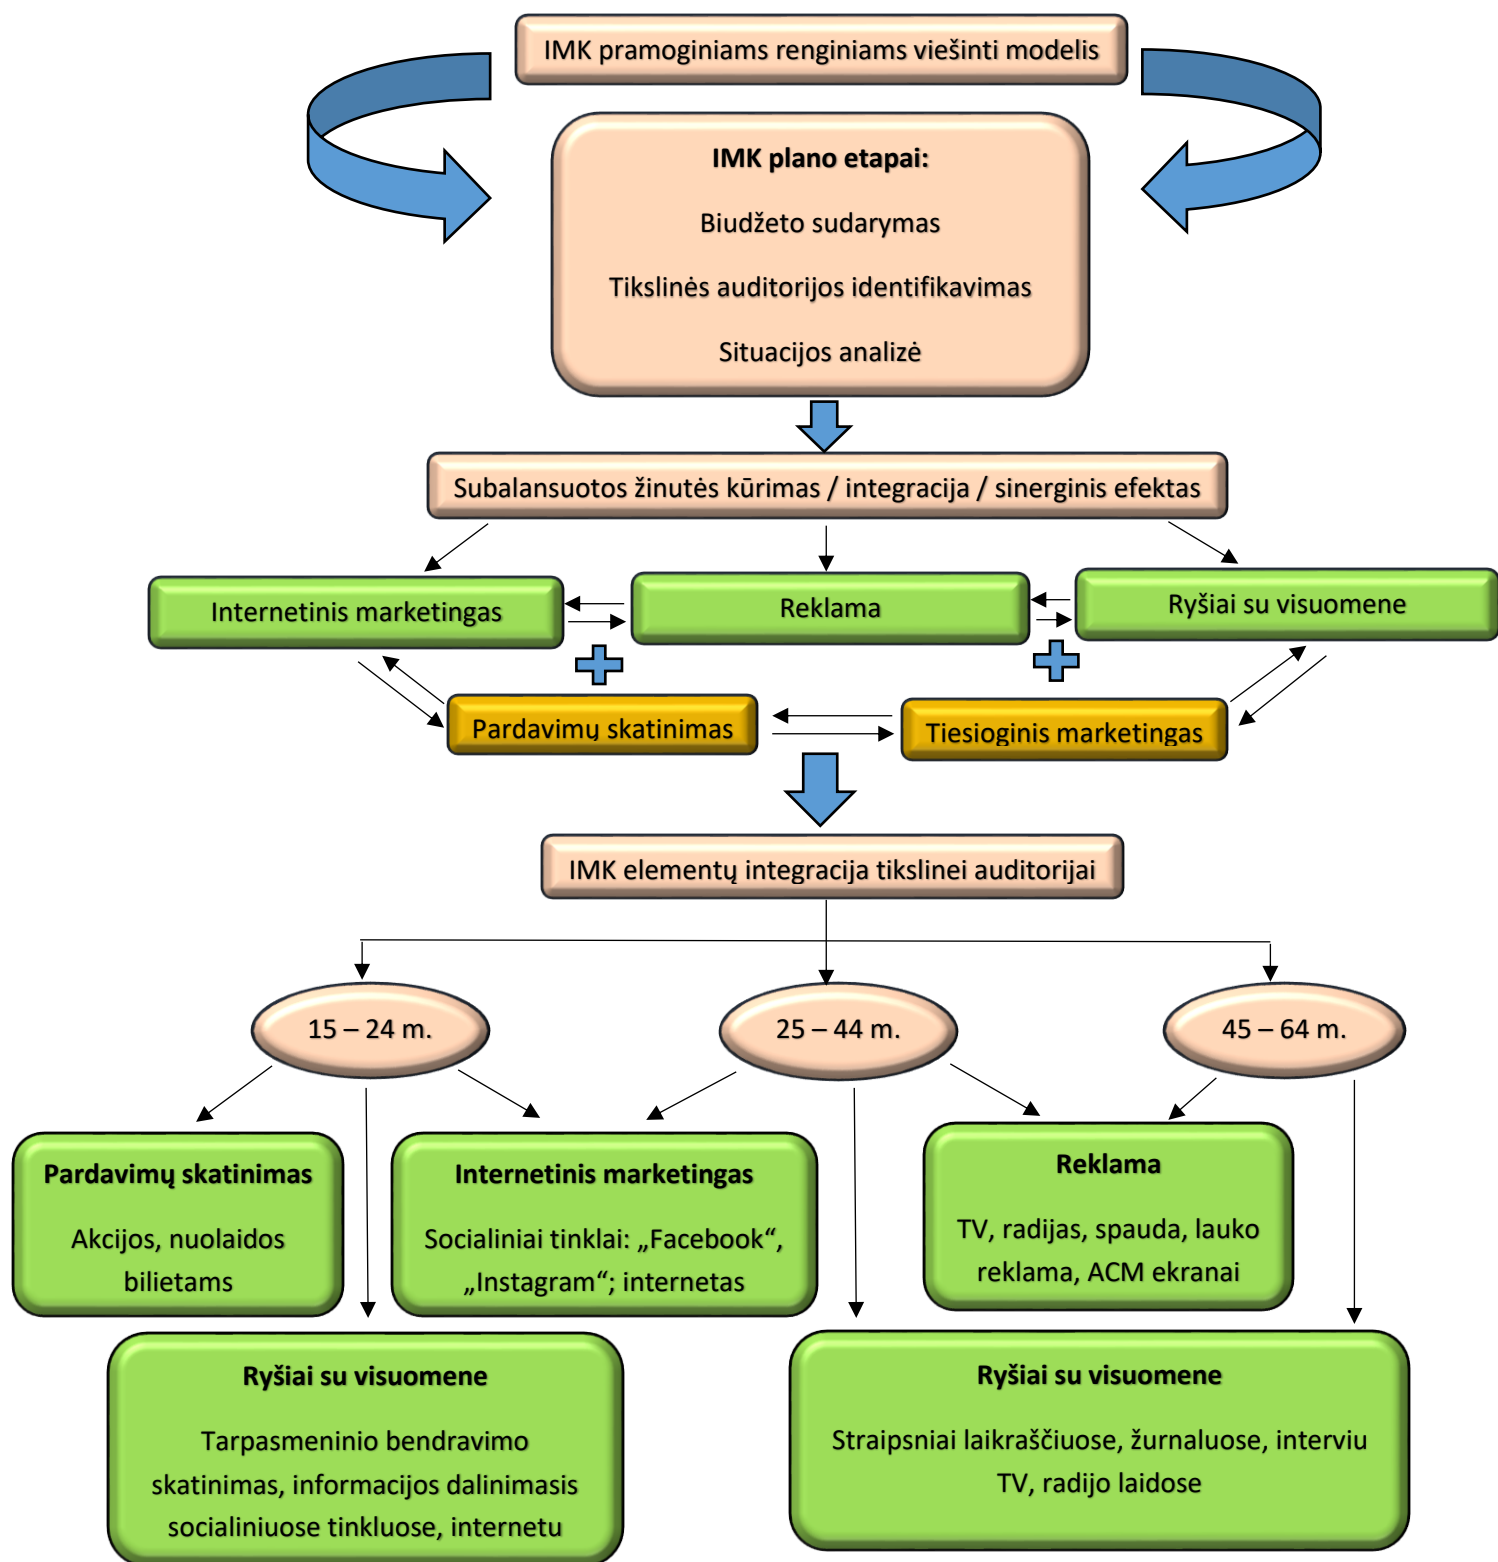 IMK pramoginiams renginiams viešinti modelis
IMK plano etapai:
Biudžeto sudarymas
Tikslinės auditorijos identifikavimas
Situacijos analizė
Subalansuotos žinutės kūrimas / integracija / sinerginis efektas
Internetinis marketingas
Reklama
Ryšiai su visuomene
Pardavimų skatinimas
Tiesioginis marketingas
IMK elementų integracija tikslinei auditorijai
15 – 24 m.
25 – 44 m.
45 – 64 m.
Pardavimų skatinimas
Akcijos, nuolaidos
bilietams
Internetinis marketingas
Socialiniai tinklai: „Facebook“,
„Instagram“; internetas
Reklama
TV, radijas, spauda, lauko
reklama, ACM ekranai
Ryšiai su visuomene
Tarpasmeninio bendravimo
skatinimas, informacijos dalinimasis
socialiniuose tinkluose, internetu
Ryšiai su visuomene
Straipsniai laikraščiuose, žurnaluose, interviu
TV, radijo laidose